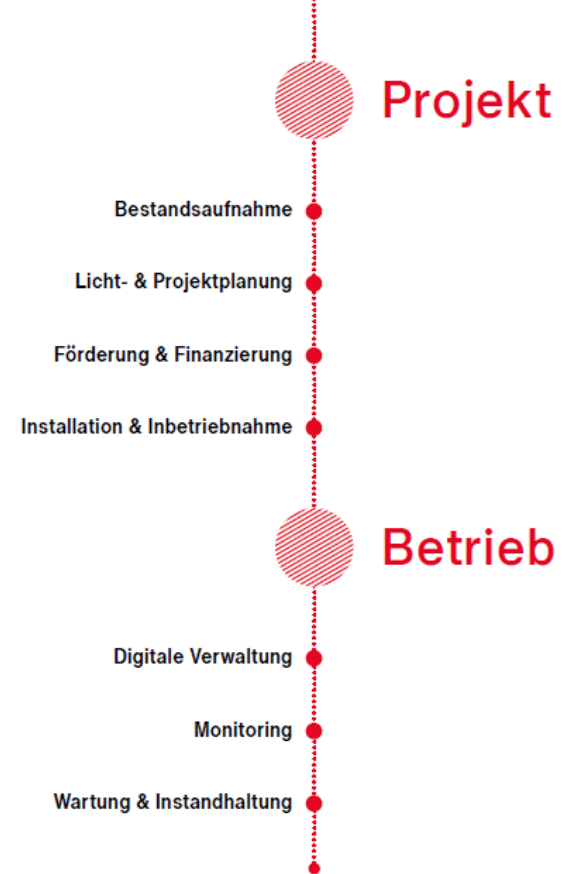 Projekt
Bestandsaufnahme
Licht- & Projektplanung
Förderung & Finanzierung
Installation & Inbetriebnahme
Betrieb
Digitale Verwaltung
Monitoring
Wartung & Instandhaltung